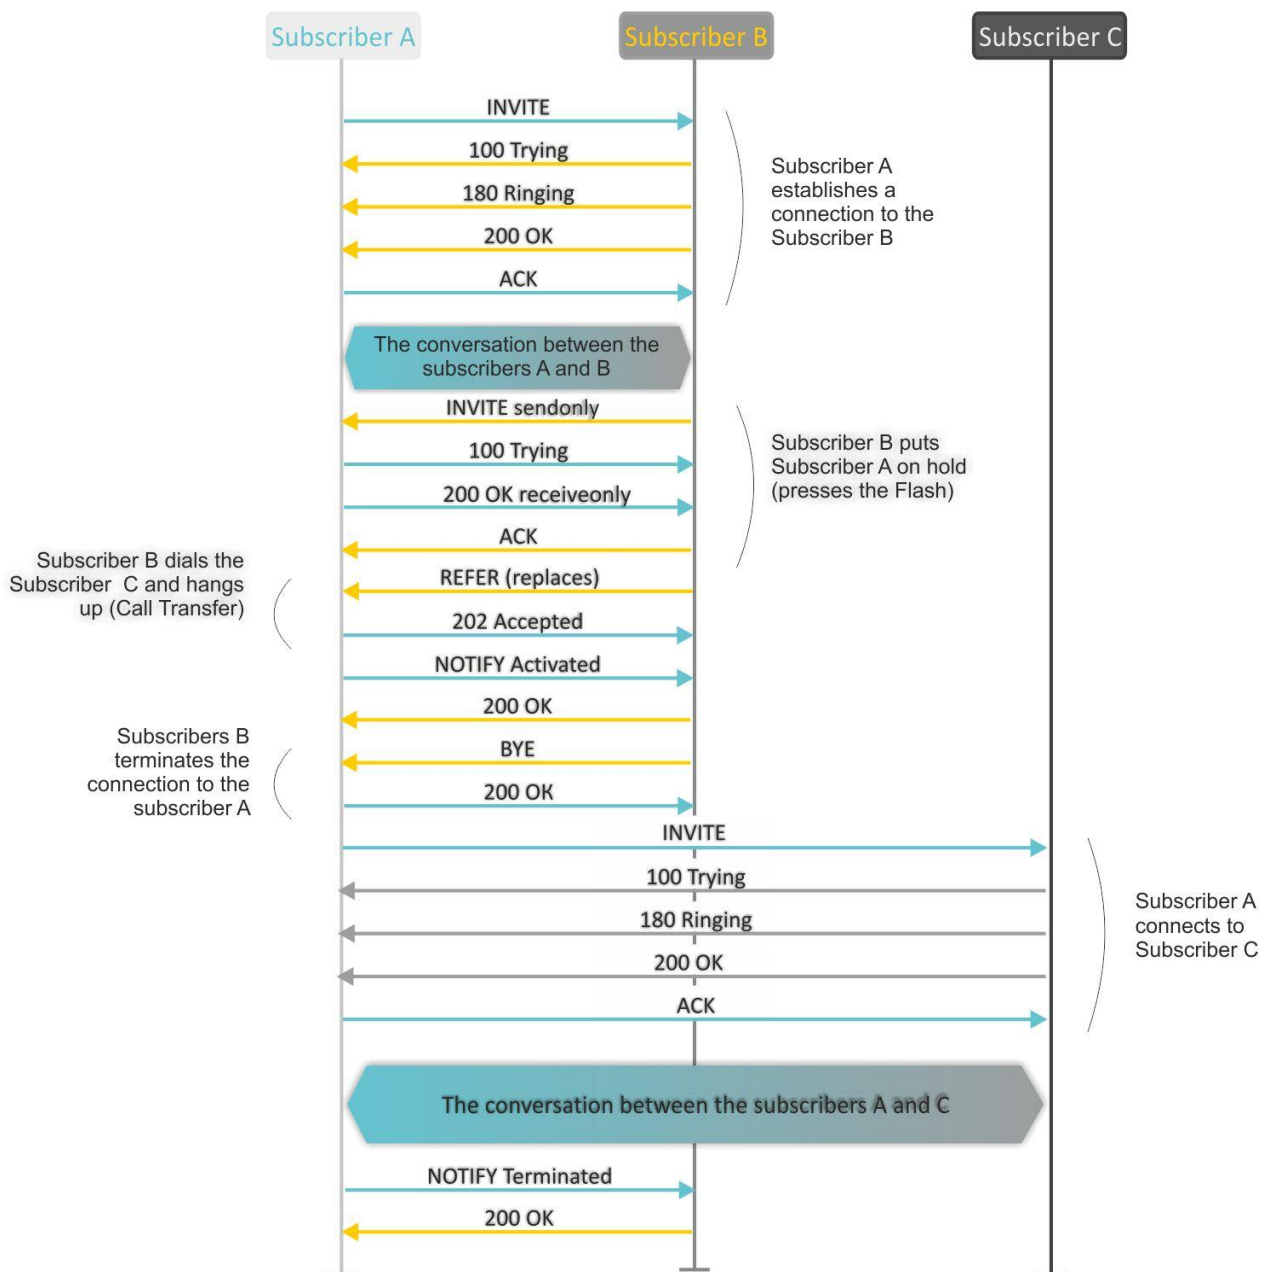 Subscriber A
Subscriber B
Subscriber C
INVITE
100 Trying
180 Ringing
200 OK
ACK
Subscriber A
establishes a
connection to the
Subscriber B
The conversation between the
subscribers A and B
INVITE sendonly
100 Trying
200 OK receiveonly
ACK
Subscriber B puts
Subscriber A on hold
(presses the Flash)
Subscriber B dials the
Subscriber C and hangs
up (Call Transfer)
REFER (replaces)
202 Accepted
NOTIFY Activated
200 OK
BYE
200 OK
Subscribers B
terminates the
connection to the
subscriber A
INVITE
100 Trying
180 Ringing
200 OK
ACK
Subscriber A
connects to
Subscriber C
The conversation between the subscribers A and C
NOTIFY Terminated
200 OK